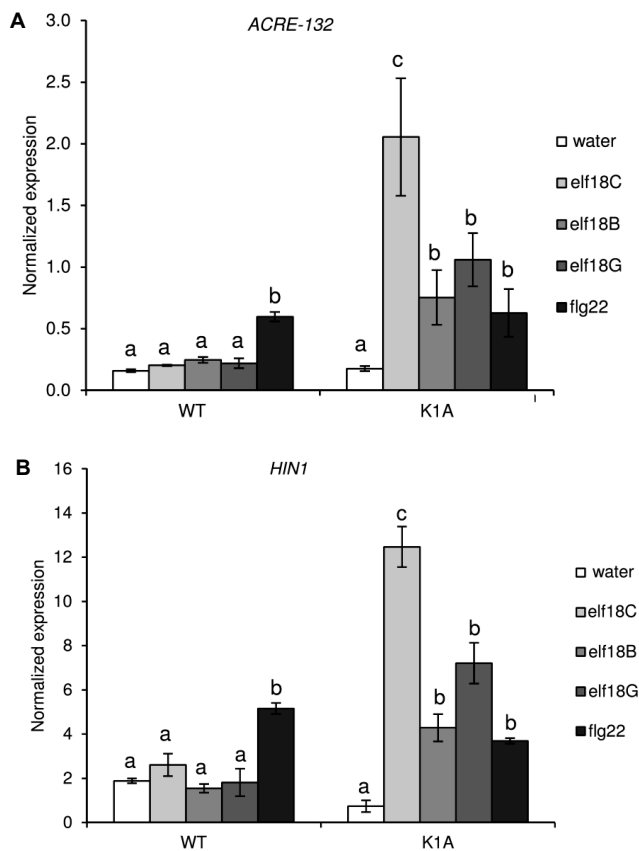 A
ACRE-132
3.0
2.5
2.0
1.5
1.0
0.5
0.0
Normalized expression
a a a a b
a c b b b
WT K1A
water
elf18C
elf18B
elf18G
flg22
B
HIN1
16
14
12
10
8
6
4
2
0
Normalized expression
a a a a b
a c b b b
WT K1A
water
elf18C
elf18B
elf18G
flg22